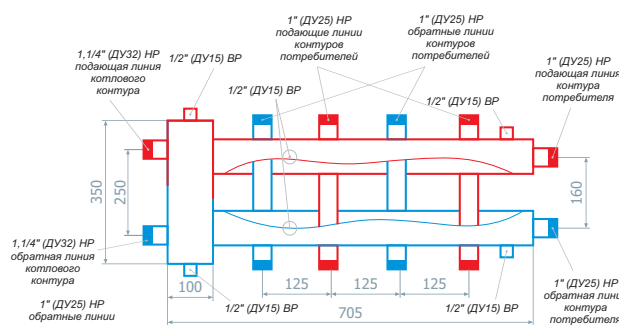 1" (ДУ25) НР
подающие линии
контуров
потребителей
1" (ДУ25) НР
обратные линии
контуров
потребителей
1,1/4" (ДУ32) НР
подающая линия
котлового
контура
1/2" (ДУ15) ВР
1/2" (ДУ15) ВР
1/2" (ДУ15) ВР
1" (ДУ25) НР
подающая линия
контура
потребителя
350
250
160
1,1/4" (ДУ32) НР
обратная линия
котлового
контура
100
125
125
125
1/2" (ДУ15) ВР
1/2" (ДУ15) ВР
705
1" (ДУ25) НР
обратная линия
контура
потребителя
1" (ДУ25) НР
обратные линии